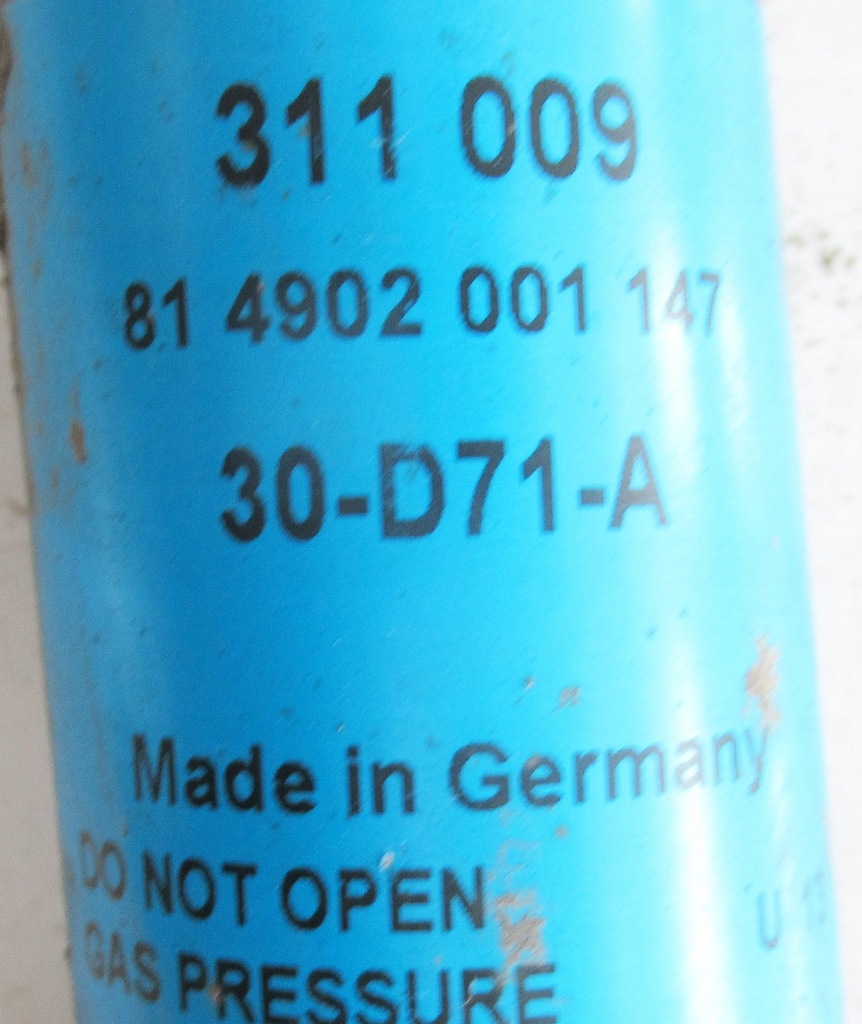 311 009
81 4902 001 147
30-D71-A
Made in Germany
DO NOT OPEN
GAS PRESSURE
U